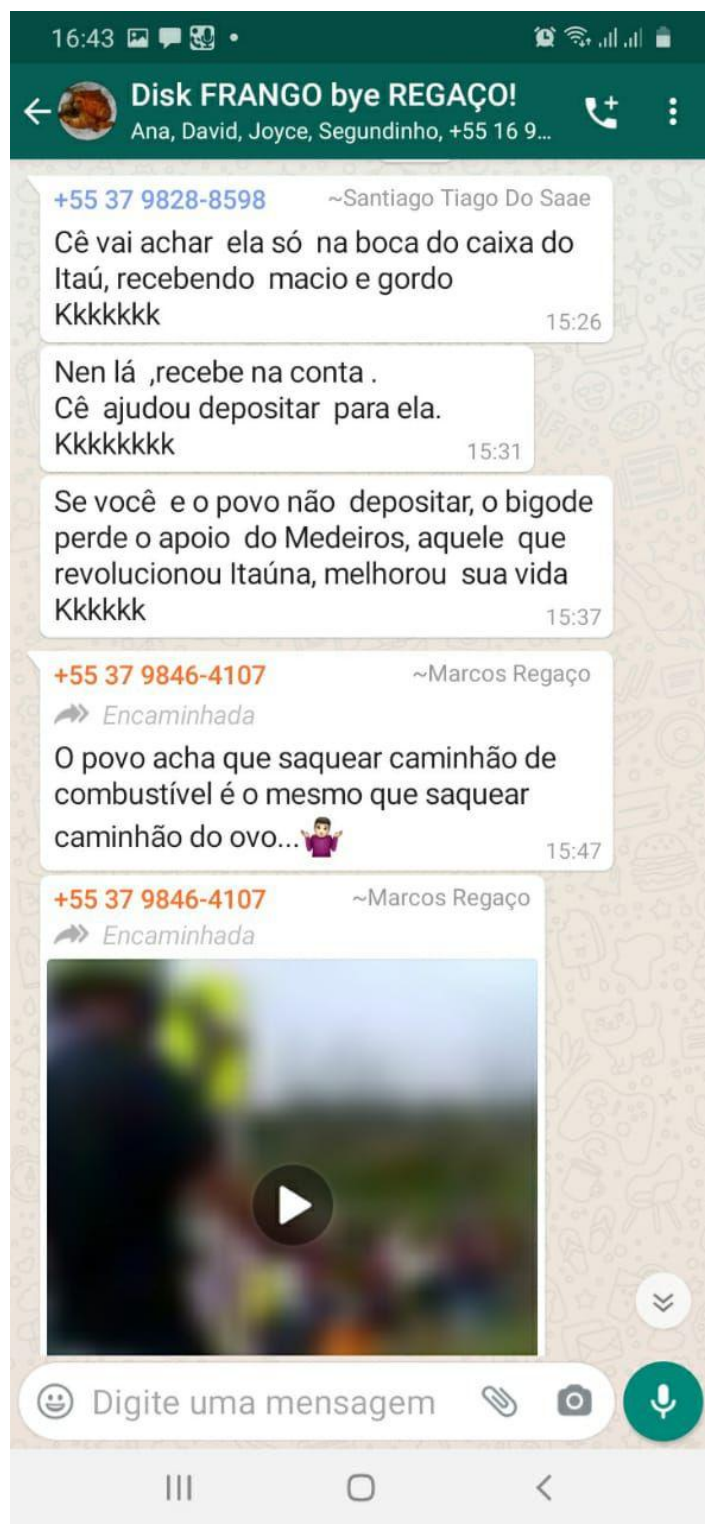 16:43
Disk FRANGO bye REGAÇO!
Ana, David, Joyce, Segundinho, +55 16 9...
+55 37 9828-8598 ~Santiago Tiago Do Saae
Cê vai achar ela só na boca do caixa do
Itaú, recebendo macio e gordo
Kkkkkkk
15:26
Nen lá ,recebe na conta .
Cê ajudou depositar para ela.
Kkkkkkkk
15:31
Se você e o povo não depositar, o bigode
perde o apoio do Medeiros, aquele que
revolucionou Itaúna, melhorou sua vida
Kkkkkk
15:37
+55 37 9846-4107 ~Marcos Regaço
Encaminhada
O povo acha que saquear caminhão de
combustível é o mesmo que saquear
caminhão do ovo...🤷🏻‍♂️
15:47
+55 37 9846-4107 ~Marcos Regaço
Encaminhada
Digite uma mensagem